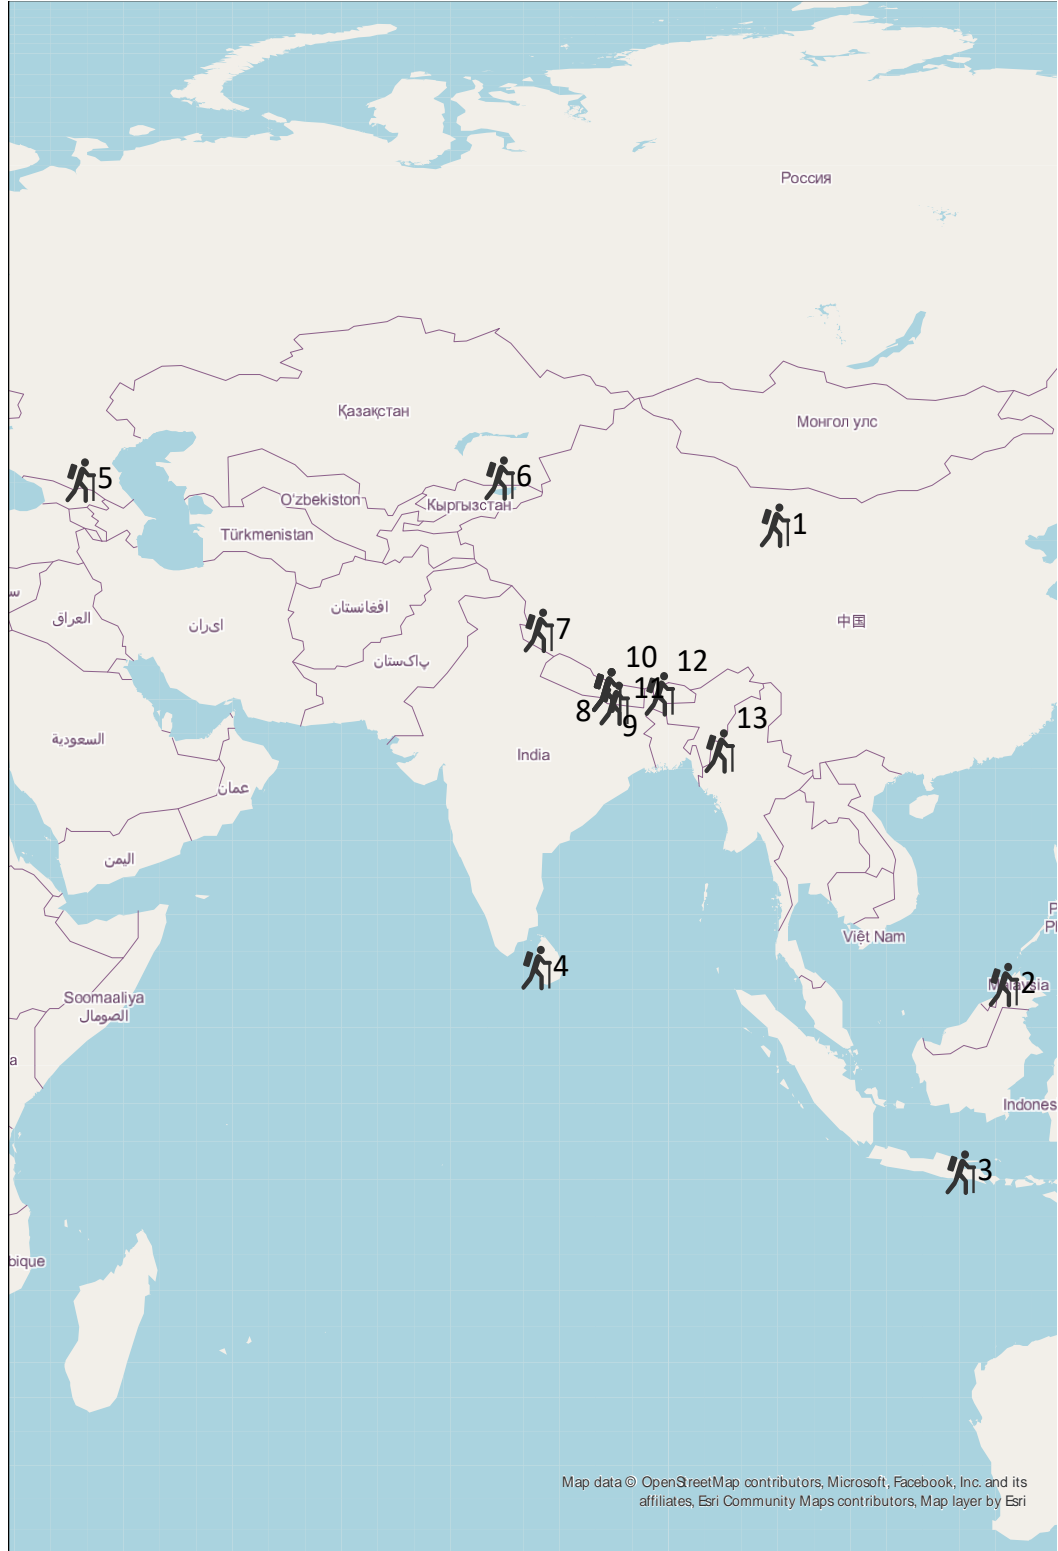 Россия
Қазақстан
Монгол улс
5
6
O'zbekiston
Кыргызстан
1
Türkmenistan
افغانستان
العراق
ایران
中国
7
پاکستان
10
12
11
8
13
9
السعودية
India
عمان
اليمن
Việt Nam
4
Malaysia
2
Soomaaliya
الصومال
a
Indones
3
bique
Map data © OpenStreetMap contributors, Microsoft, Facebook, Inc. and its
affiliates, Esri Community Maps contributors, Map layer by Esri